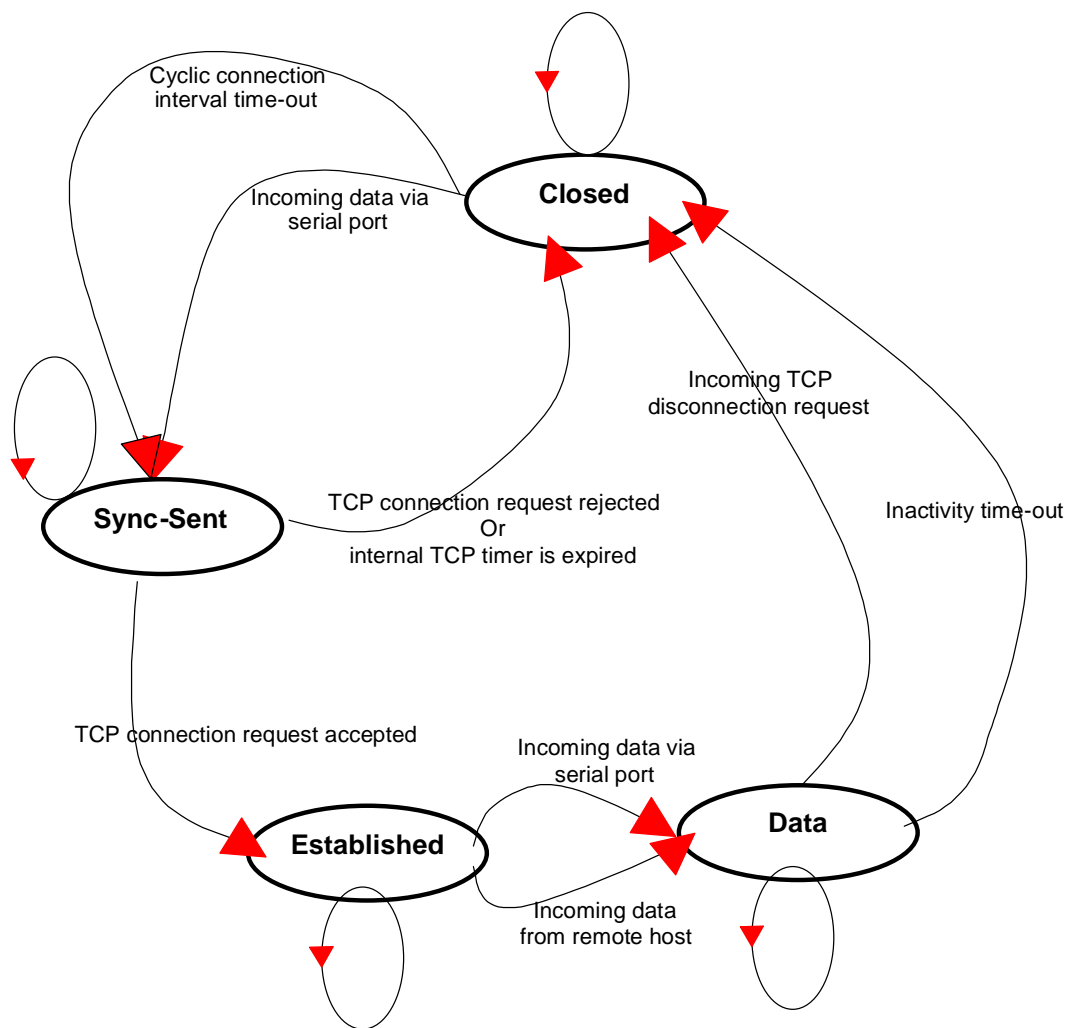 Cyclic connection
interval time-out
Closed
Incoming data via
serial port
Incoming TCP
disconnection request
Sync-Sent
TCP connection request rejected
Or
internal TCP timer is expired
Inactivity time-out
TCP connection request accepted
Incoming data via
serial port
Established
Data
Incoming data
from remote host